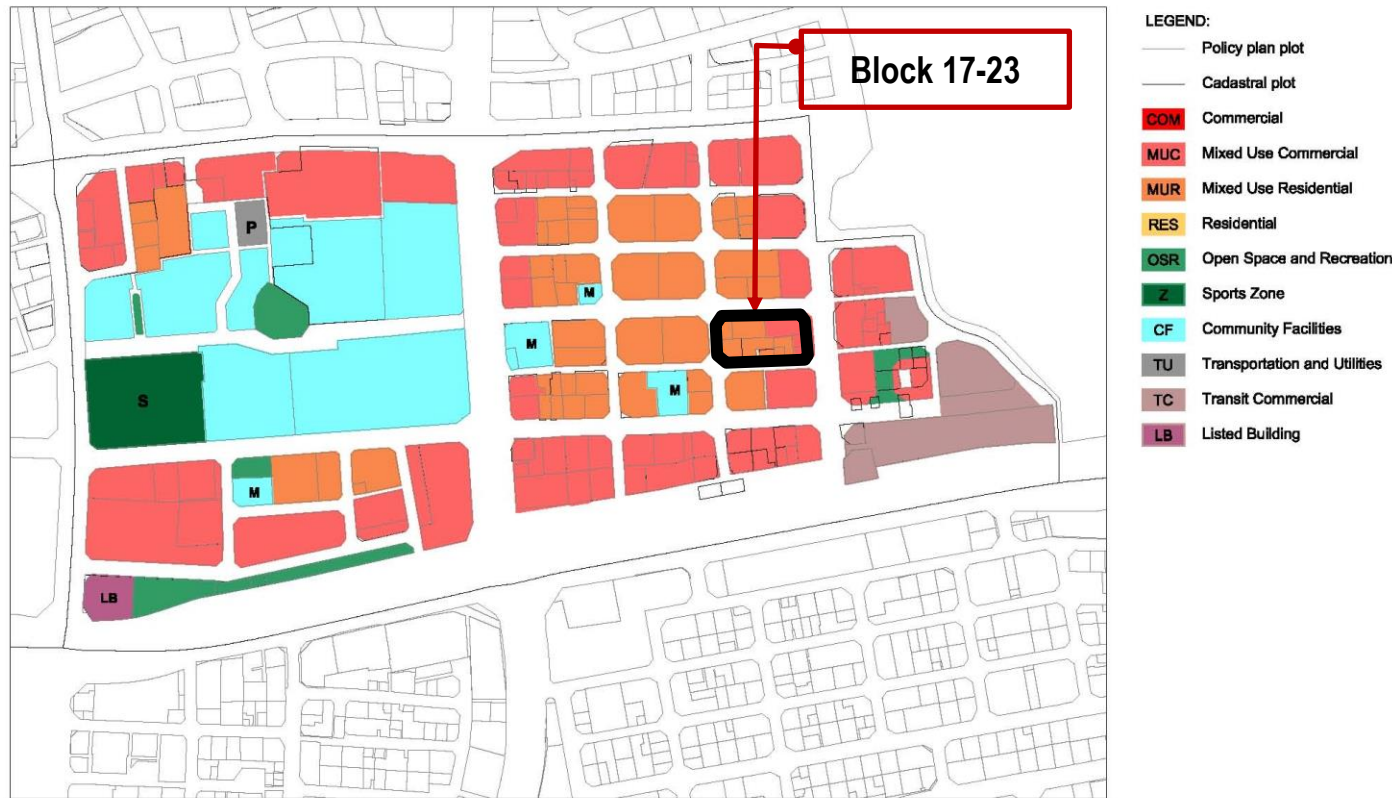 Block 17-23
P
M
M
M
S
M
LB
LEGEND:
Policy plan plot
Cadastral plot
COM Commercial
MUC Mixed Use Commercial
MUR Mixed Use Residential
RES Residential
OSR Open Space and Recreation
Z Sports Zone
CF Community Facilities
TU Transportation and Utilities
TC Transit Commercial
LB Listed Building